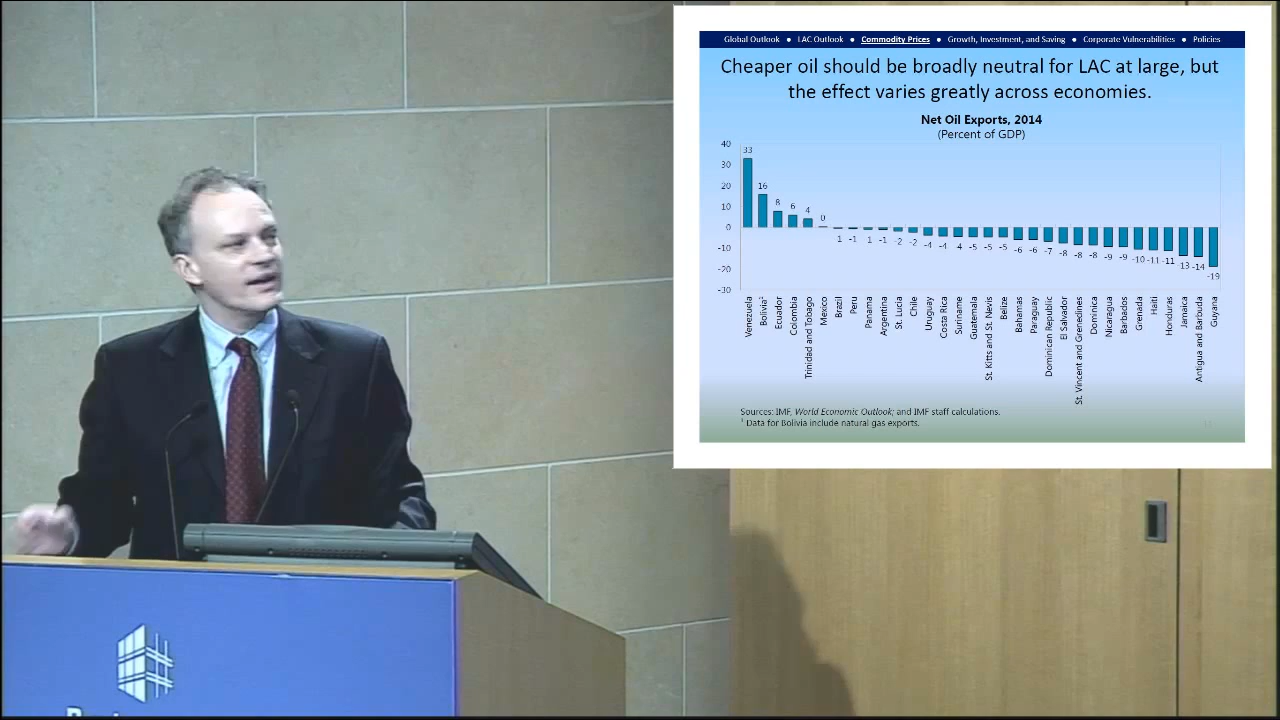 Global Outlook ● LAC Outlook ● Commodity Prices ● Growth, Investment, and Saving ● Corporate Vulnerabilities ● Policies
Cheaper oil should be broadly neutral for LAC at large, but
the effect varies greatly across economies.
Net Oil Exports, 2014
(Percent of GDP)
40
30
20
10
0
-10
-20
-30
33
16
8
6
4
0
1
-1
1
-1
-2
-2
-4
-4
4
-5
-5
-5
-6
-6
-7
-8
-8
-8
-9
-9
-10
-11
-11
13
-14
-19
Venezuela
Bolivia¹
Ecuador
Colombia
Trinidad and Tobago
Mexico
Brazil
Peru
Panama
Argentina
St. Lucia
Chile
Uruguay
Costa Rica
Suriname
Guatemala
St. Kitts and St. Nevis
Belize
Bahamas
Paraguay
Dominican Republic
El Salvador
St. Vincent and Grenedines
Dominica
Nicaragua
Barbados
Grenada
Haiti
Honduras
Jamaica
Antigua and Barbuda
Guyana
Sources: IMF, World Economic Outlook; and IMF staff calculations.
¹ Data for Bolivia include natural gas exports.